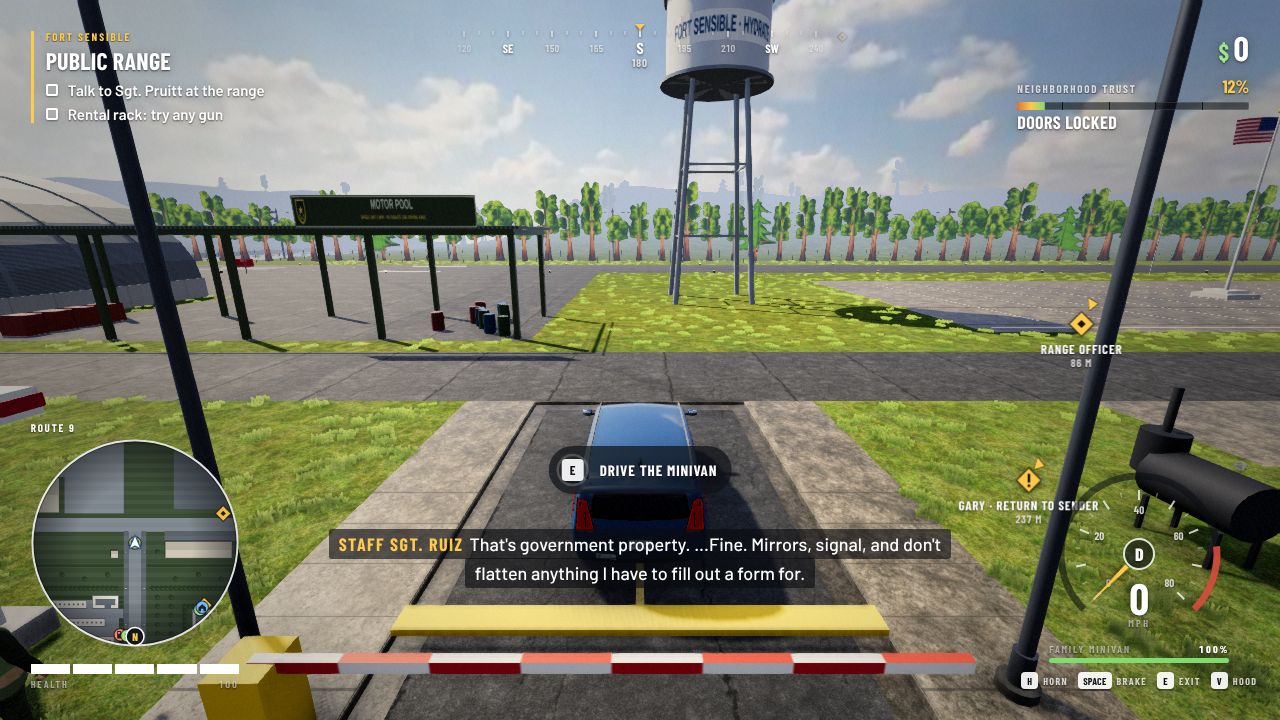 FORT SENSIBLE
PUBLIC RANGE
Talk to Sgt. Pruitt at the range
Rental rack: try any gun
120 SE 150 165 S 195 210 SW 240
180
FORT SENSIBLE · HYDRATE
$0
NEIGHBORHOOD TRUST 12%
DOORS LOCKED
MOTOR POOL
RANGE OFFICER
86 M
ROUTE 9
E DRIVE THE MINIVAN
GARY · RETURN TO SENDER
237 M
STAFF SGT. RUIZ That's government property. ...Fine. Mirrors, signal, and don't
flatten anything I have to fill out a form for.
0 20 40 60 80
D
0
MPH
N
HEALTH 100
FAMILY MINIVAN 100%
H HORN SPACE BRAKE E EXIT V HOOD